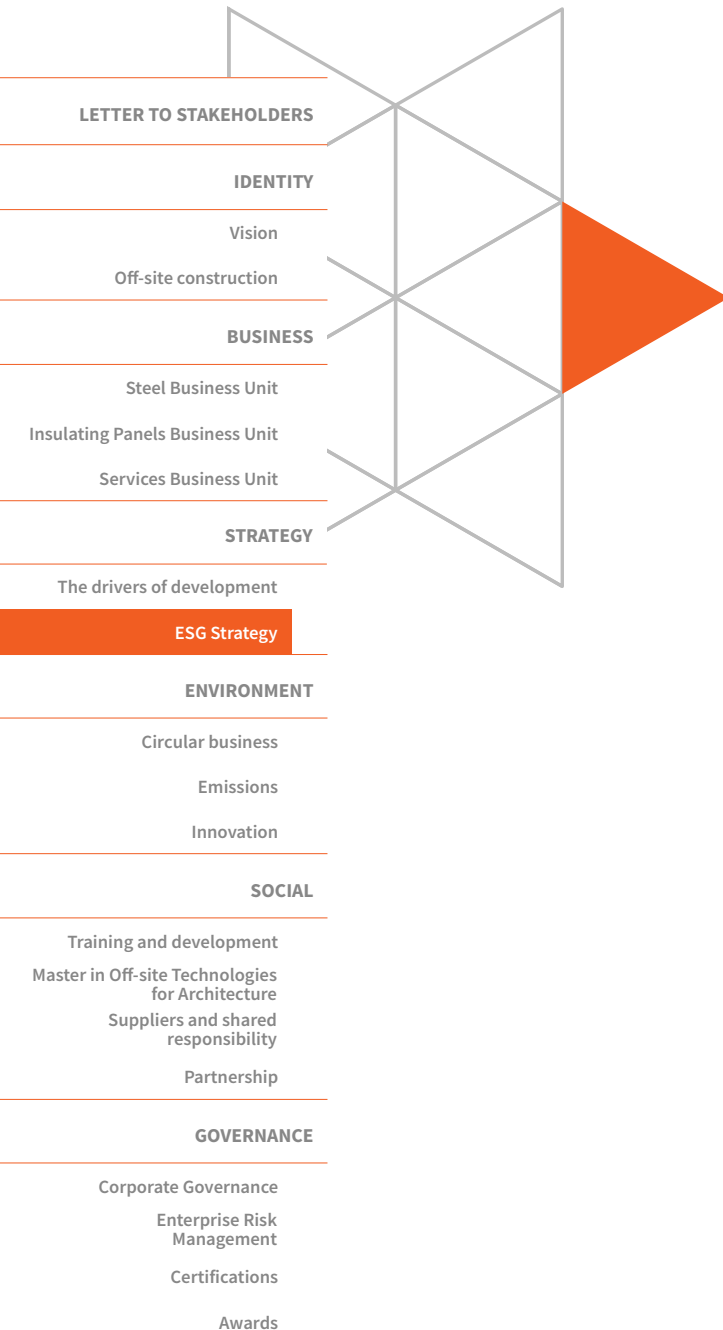 LETTER TO STAKEHOLDERS
IDENTITY
Vision
Off-site construction
BUSINESS
Steel Business Unit
Insulating Panels Business Unit
Services Business Unit
STRATEGY
The drivers of development
ESG Strategy
ENVIRONMENT
Circular business
Emissions
Innovation
SOCIAL
Training and development
Master in Off-site Technologies
for Architecture
Suppliers and shared
responsibility
Partnership
GOVERNANCE
Corporate Governance
Enterprise Risk
Management
Certifications
Awards